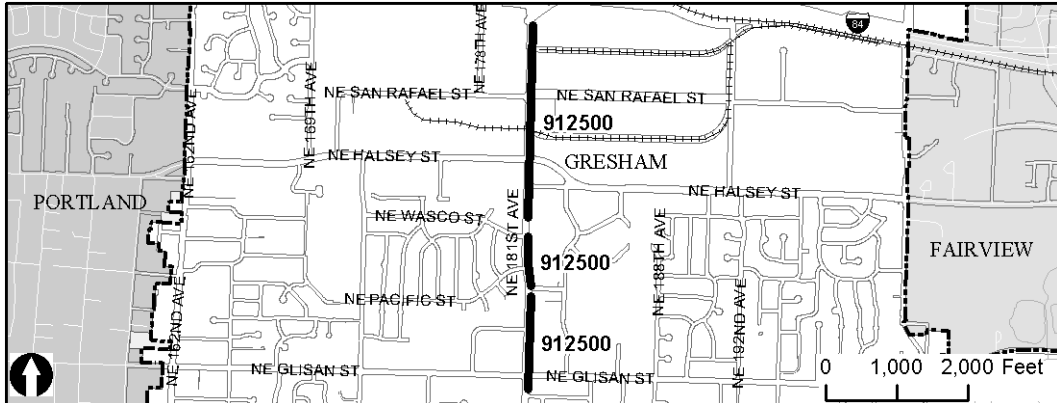 84
NE 178TH AVE
NE SAN RAFAEL ST
NE SAN RAFAEL ST
NE 169TH AVE
912500
NE 162ND AVE
NE HALSEY ST
GRESHAM
PORTLAND
NE HALSEY ST
NE WASCO ST
NE 181ST AVE
NE 188TH AVE
FAIRVIEW
912500
NE PACIFIC ST
NE 162ND AVE
NE 192ND AVE
912500
NE GLISAN ST
NE GLISAN ST
0 1,000 2,000 Feet